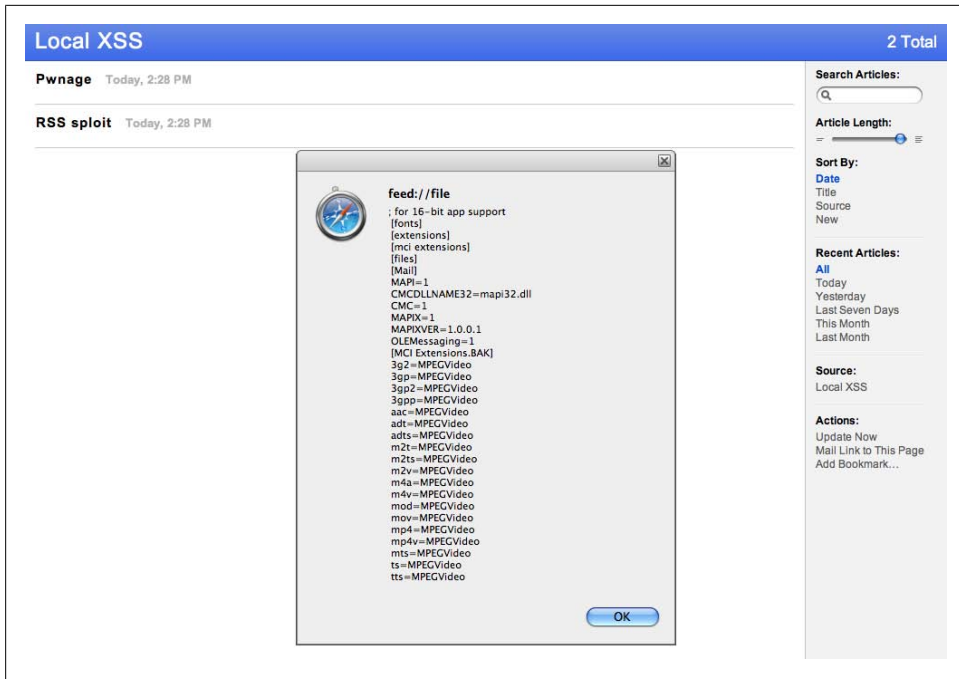 Local XSS
2 Total
Pwnage Today, 2:28 PM
RSS sploit Today, 2:28 PM
feed://file
; for 16-bit app support
[fonts]
[extensions]
[mci extensions]
[files]
[Mail]
MAPI=1
CMCDLLNAME32=mapi32.dll
CMC=1
MAPIX=1
MAPIXVER=1.0.0.1
OLEMessaging=1
[MCI Extensions.BAK]
3g2=MPEGVideo
3gp=MPEGVideo
3gp2=MPEGVideo
3gpp=MPEGVideo
aac=MPEGVideo
adt=MPEGVideo
adts=MPEGVideo
m2t=MPEGVideo
m2ts=MPEGVideo
m2v=MPEGVideo
m4a=MPEGVideo
m4v=MPEGVideo
mod=MPEGVideo
mov=MPEGVideo
mp4=MPEGVideo
mp4v=MPEGVideo
mts=MPEGVideo
ts=MPEGVideo
tts=MPEGVideo
OK
Search Articles:
Article Length:
Sort By:
Date
Title
Source
New
Recent Articles:
All
Today
Yesterday
Last Seven Days
This Month
Last Month
Source:
Local XSS
Actions:
Update Now
Mail Link to This Page
Add Bookmark...